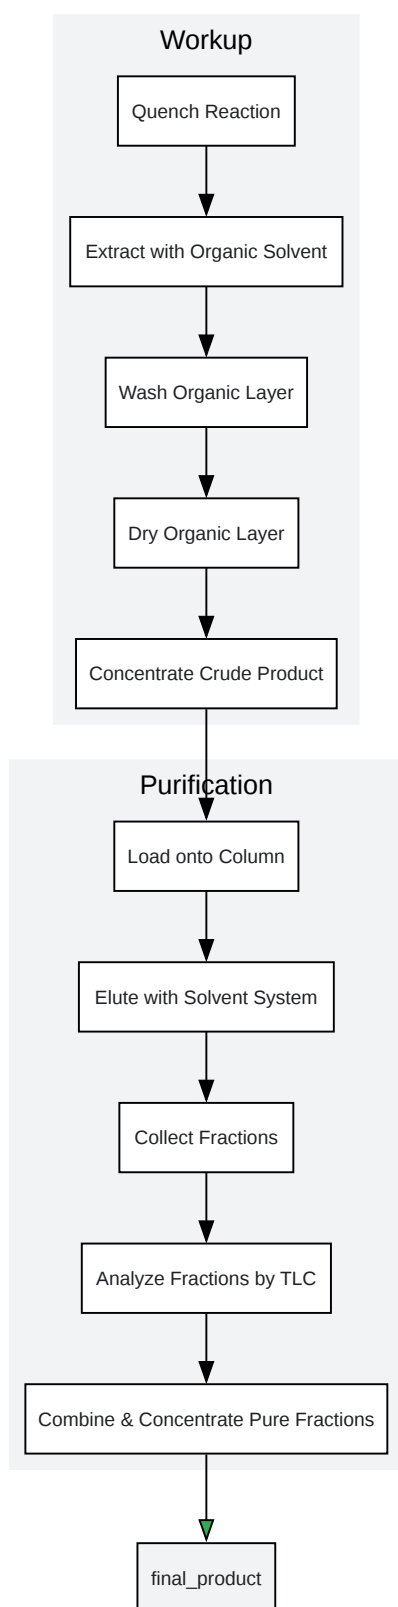 Workup
Quench Reaction
Extract with Organic Solvent
Wash Organic Layer
Dry Organic Layer
Concentrate Crude Product
Purification
Load onto Column
Elute with Solvent System
Collect Fractions
Analyze Fractions by TLC
Combine & Concentrate Pure Fractions
final_product